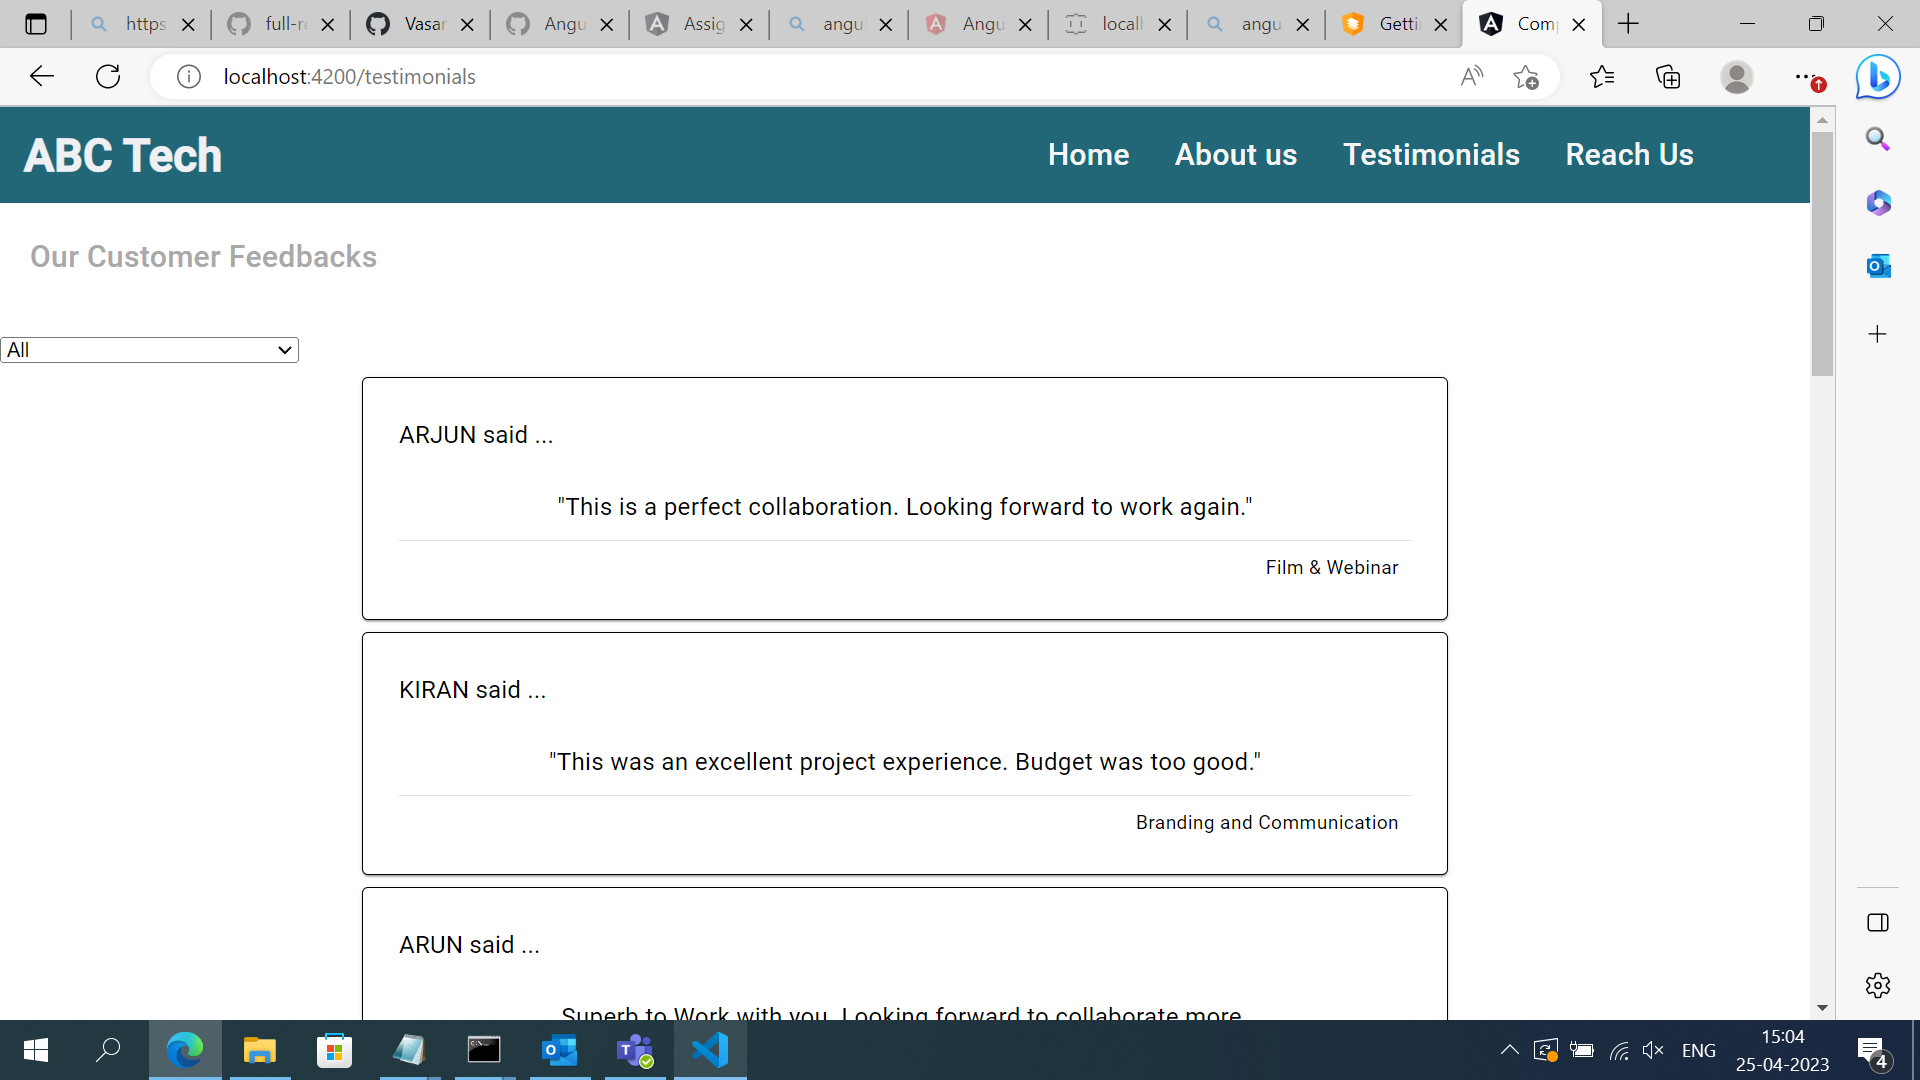 https
full-re
Vasar
Angu
Assig
angu
Angu
locall
angu
Getti
Comp
localhost:4200/testimonials
ABC Tech
Home
About us
Testimonials
Reach Us
Our Customer Feedbacks
All
ARJUN said ...
"This is a perfect collaboration. Looking forward to work again."
Film & Webinar
KIRAN said ...
"This was an excellent project experience. Budget was too good."
Branding and Communication
ARUN said ...
Superb to Work with you. Looking forward to collaborate more
ENG
15:04
25-04-2023
4